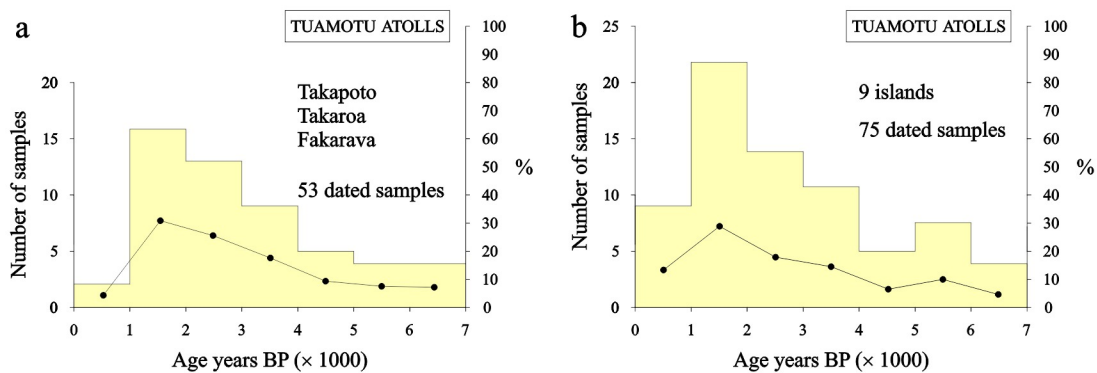 a
TUAMOTU ATOLLS
Takapoto
Takaroa
Fakarava
53 dated samples
Number of samples
20
15
10
5
0
100
90
80
70
60
50
40
30
20
10
0
%
0 1 2 3 4 5 6 7
Age years BP (× 1000)
b
TUAMOTU ATOLLS
9 islands
75 dated samples
Number of samples
25
20
15
10
5
0
100
90
80
70
60
50
40
30
20
10
0
%
0 1 2 3 4 5 6 7
Age years BP (× 1000)